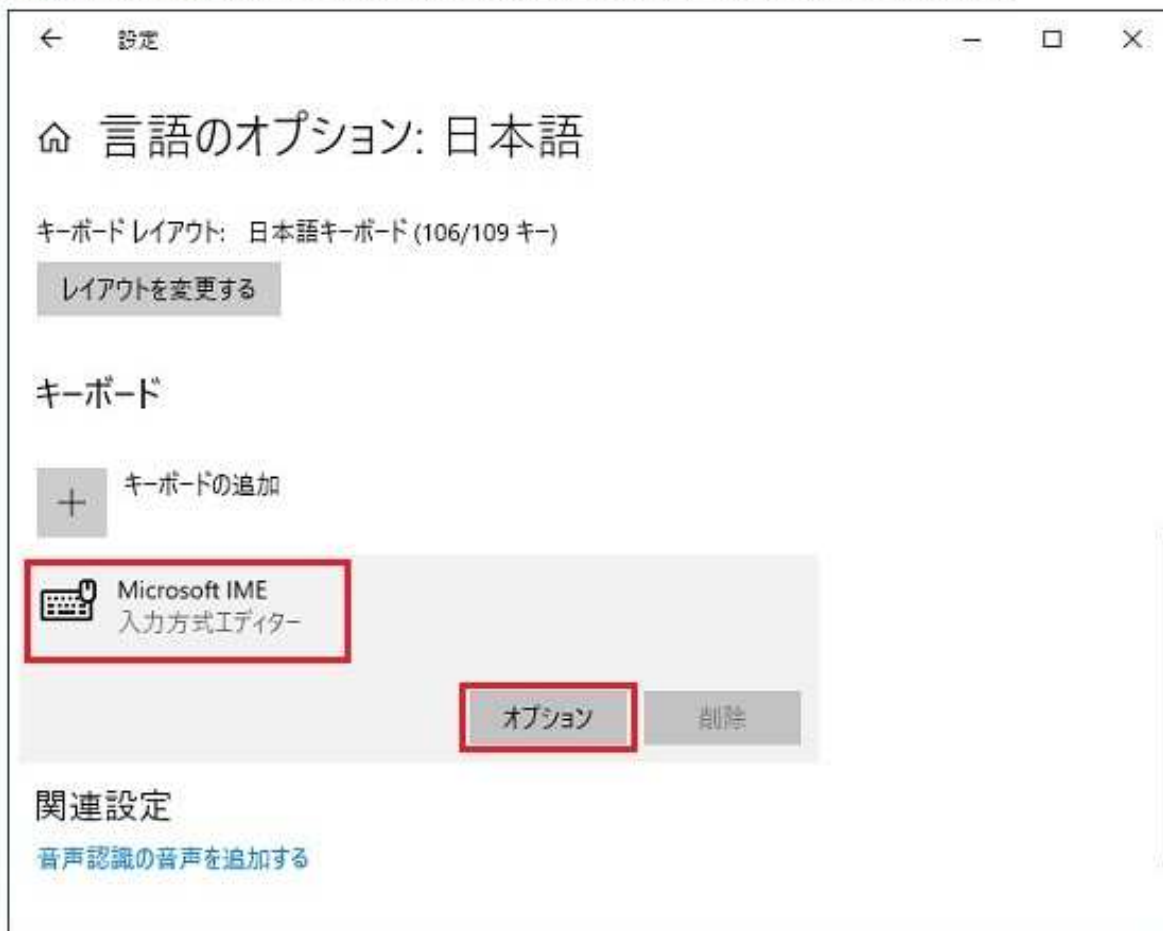 設定
言語のオプション: 日本語
キーボード レイアウト: 日本語キーボード (106/109 キー)
レイアウトを変更する
キーボード
キーボードの追加
Microsoft IME
入力方式エディター
オプション
削除
関連設定
音声認識の音声を追加する